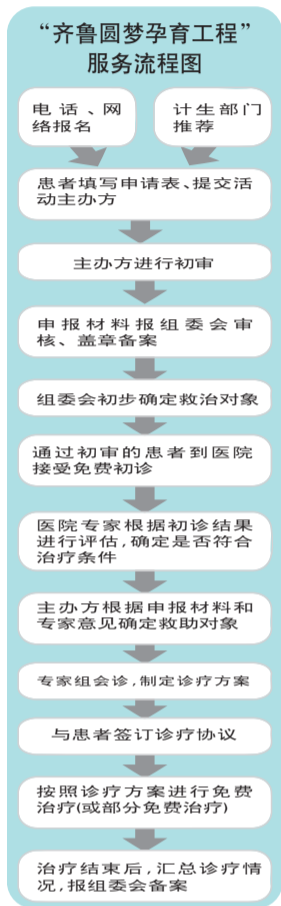 “齐鲁圆梦孕育工程”
服务流程图
电话、网
络报名
计生部门
推荐
患者填写申请表、提交活
动主办方
主办方进行初审
申报材料报组委会审
核、盖章备案
组委会初步确定救治对象
通过初审的患者到医院
接受免费初诊
医院专家根据初诊结果
进行评估,确定是否符合
治疗条件
主办方根据申报材料和
专家意见确定救助对象
专家组会诊,制定诊疗方案
与患者签订诊疗协议
按照诊疗方案进行免费
治疗(或部分免费治疗)
治疗结束后,汇总诊疗情
况,报组委会备案